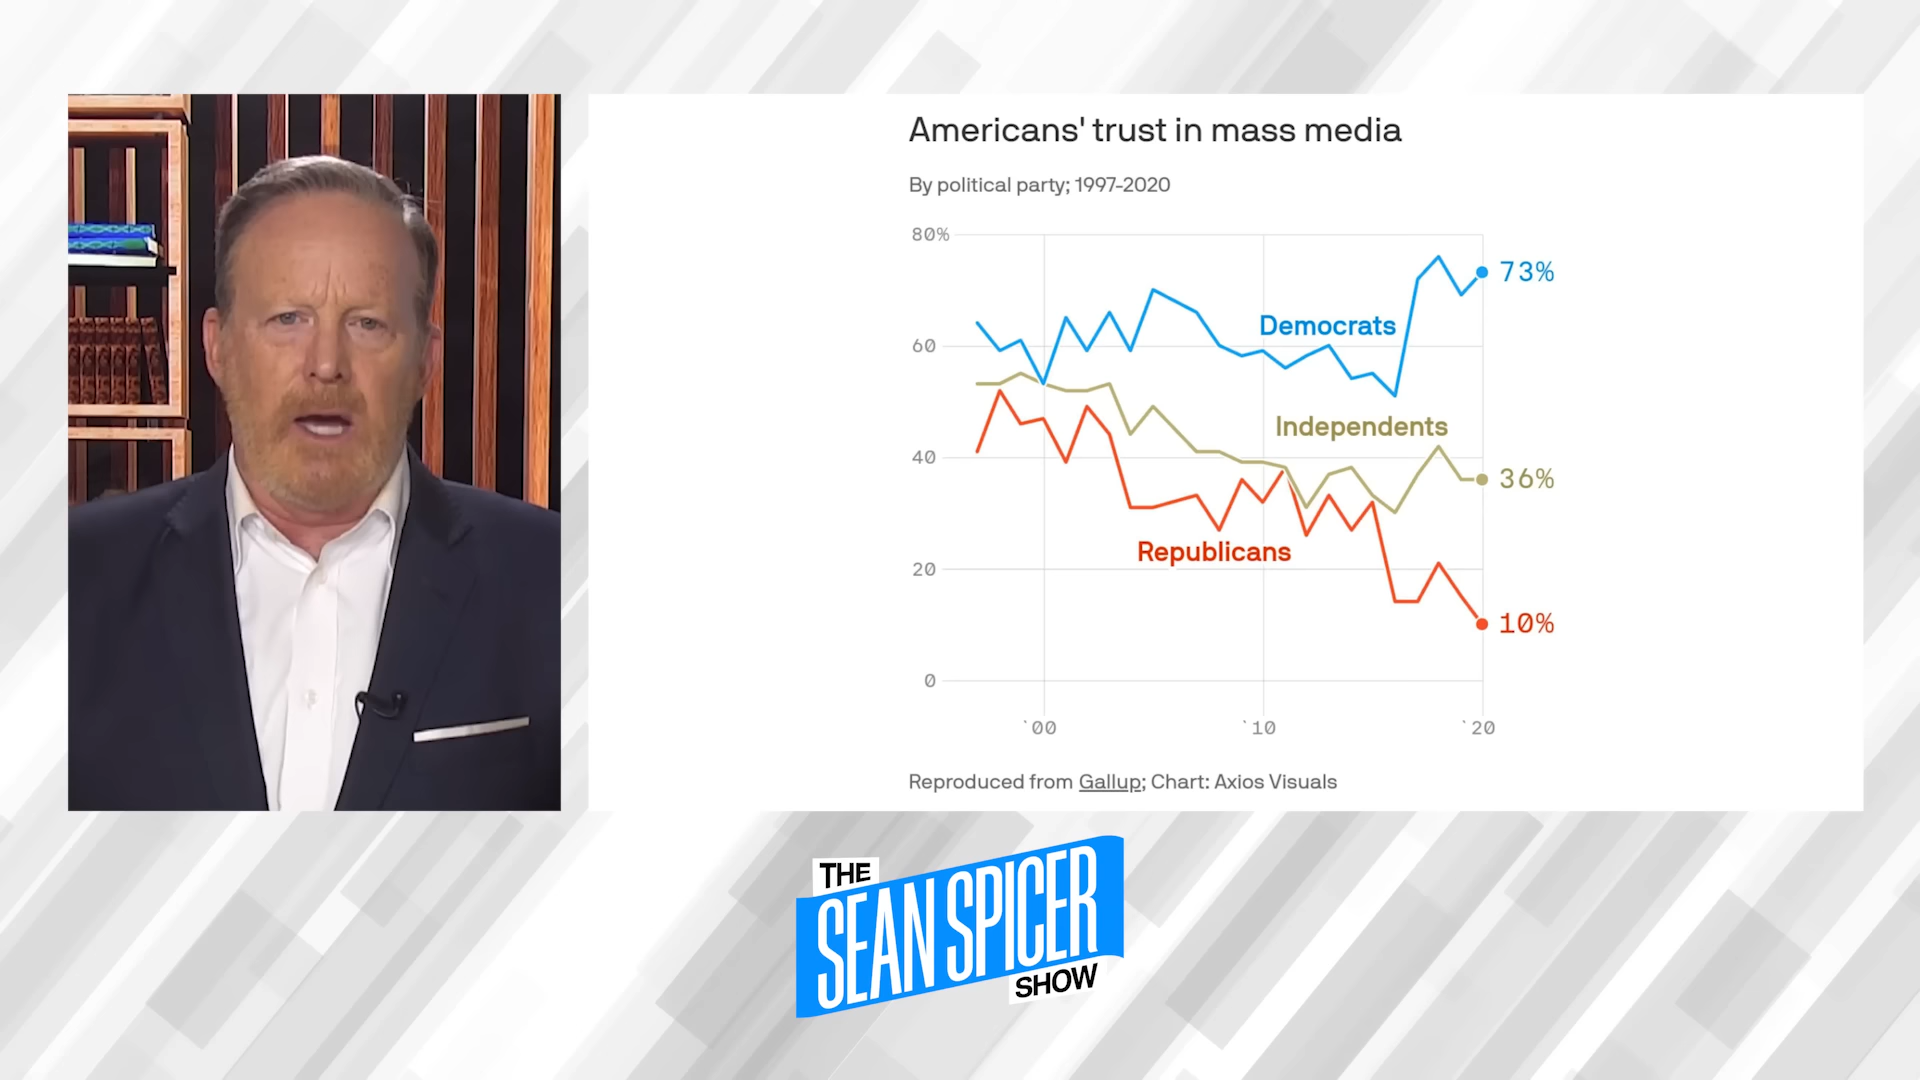 Americans' trust in mass media
By political party; 1997-2020
80%
60
40
20
0
Democrats
Independents
Republicans
73%
36%
10%
`00
`10
`20
Reproduced from Gallup; Chart: Axios Visuals
THE
SEAN SPICER
SHOW